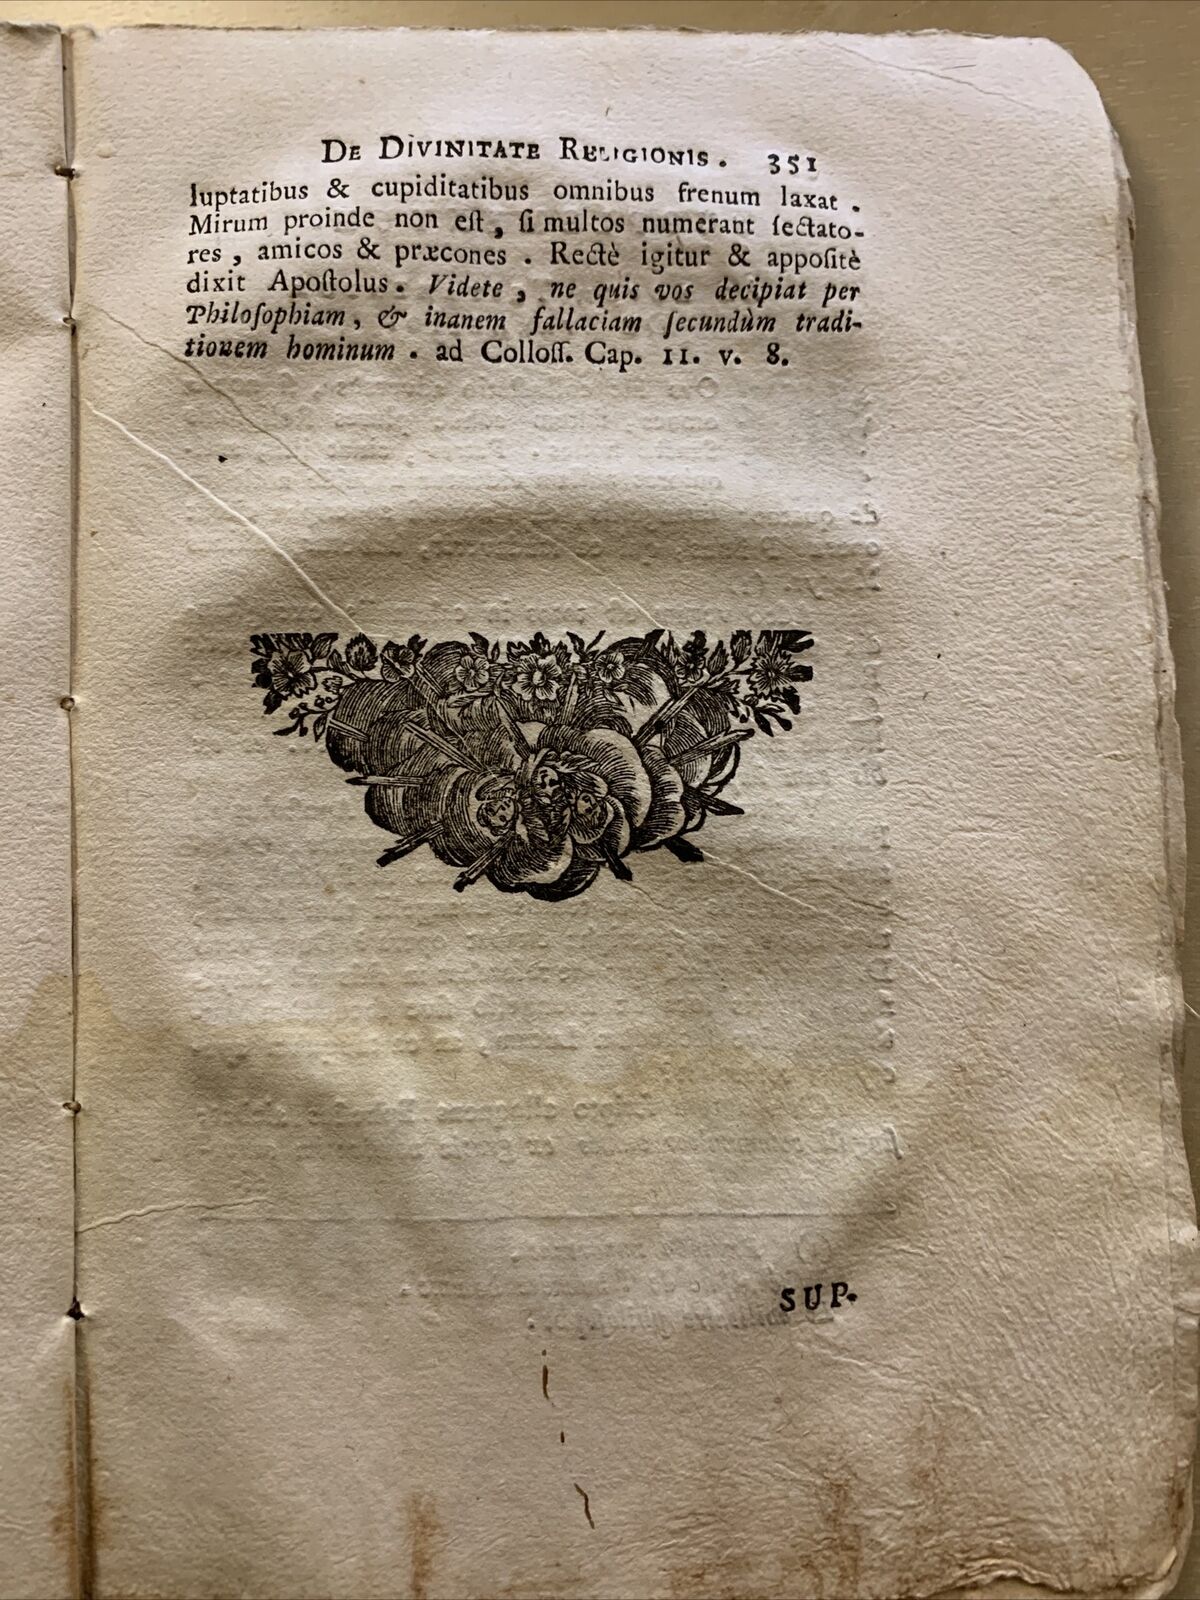 De Divinitate Religionis. 351
luptatibus & cupiditatibus omnibus frenum laxat.
Mirum proinde non eſt, ſi multos numerant ſectato-
res, amicos & præcones. Rectè igitur & appoſitè
dixit Apoſtolus. Videte, ne quis vos decipiat per
Philoſophiam, & inanem fallaciam ſecundùm tradi-
tionem hominum. ad Colloſſ. Cap. 11. v. 8.
SUP-